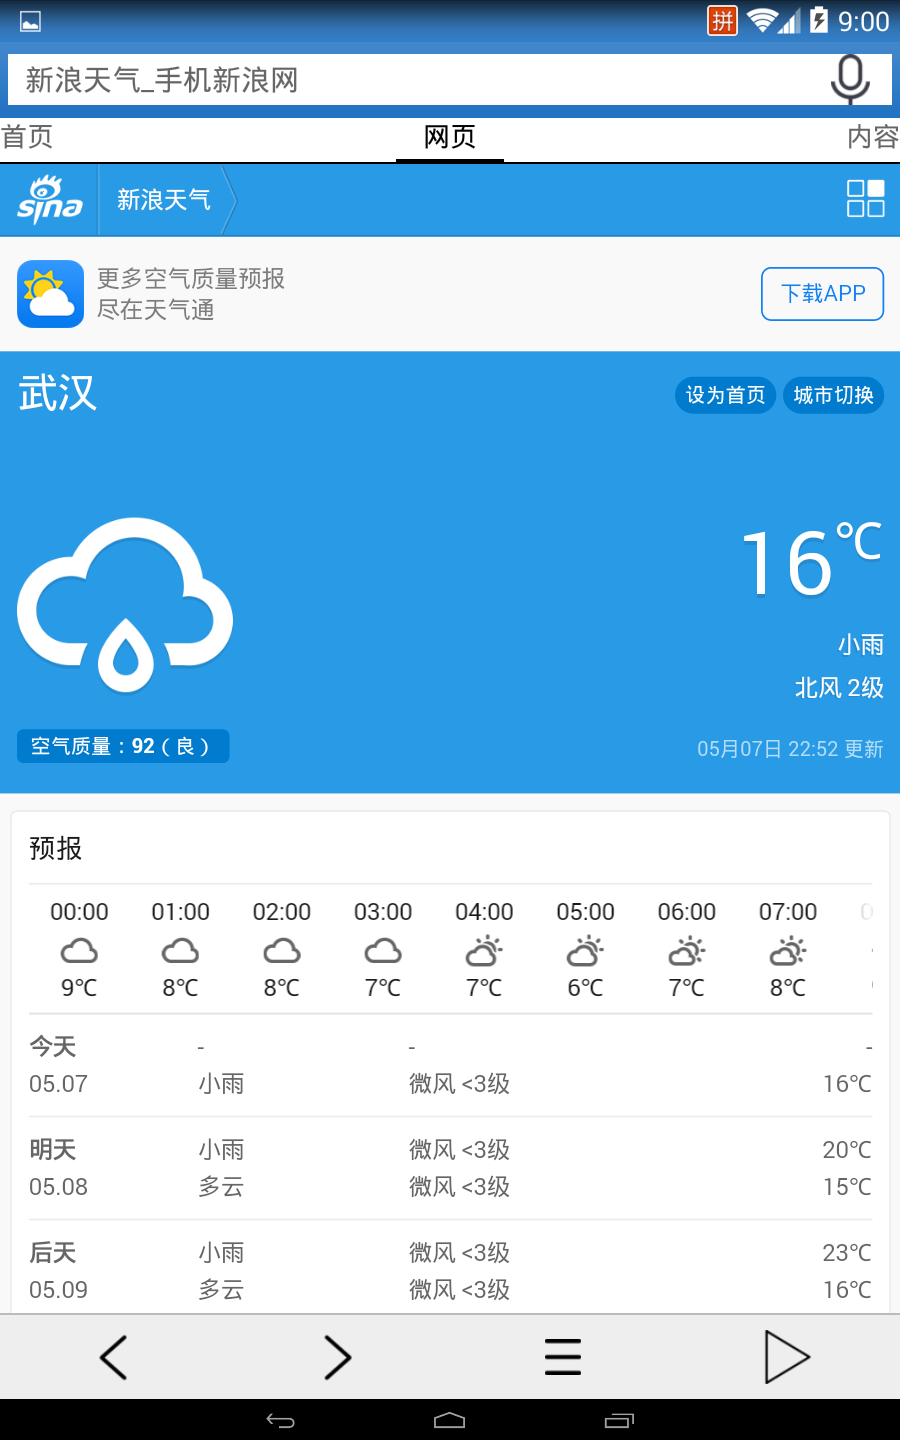 拼 9:00
新浪天气_手机新浪网
首页 网页 内容
sina 新浪天气
更多空气质量预报
尽在天气通
下载APP
武汉 设为首页 城市切换
16℃
小雨
北风 2级
空气质量：92（良） 05月07日 22:52 更新
预报
00:00 01:00 02:00 03:00 04:00 05:00 06:00 07:00
9℃ 8℃ 8℃ 7℃ 7℃ 6℃ 7℃ 8℃
今天 - - -
05.07 小雨 微风 <3级 16℃
明天 小雨 微风 <3级 20℃
05.08 多云 微风 <3级 15℃
后天 小雨 微风 <3级 23℃
05.09 多云 微风 <3级 16℃